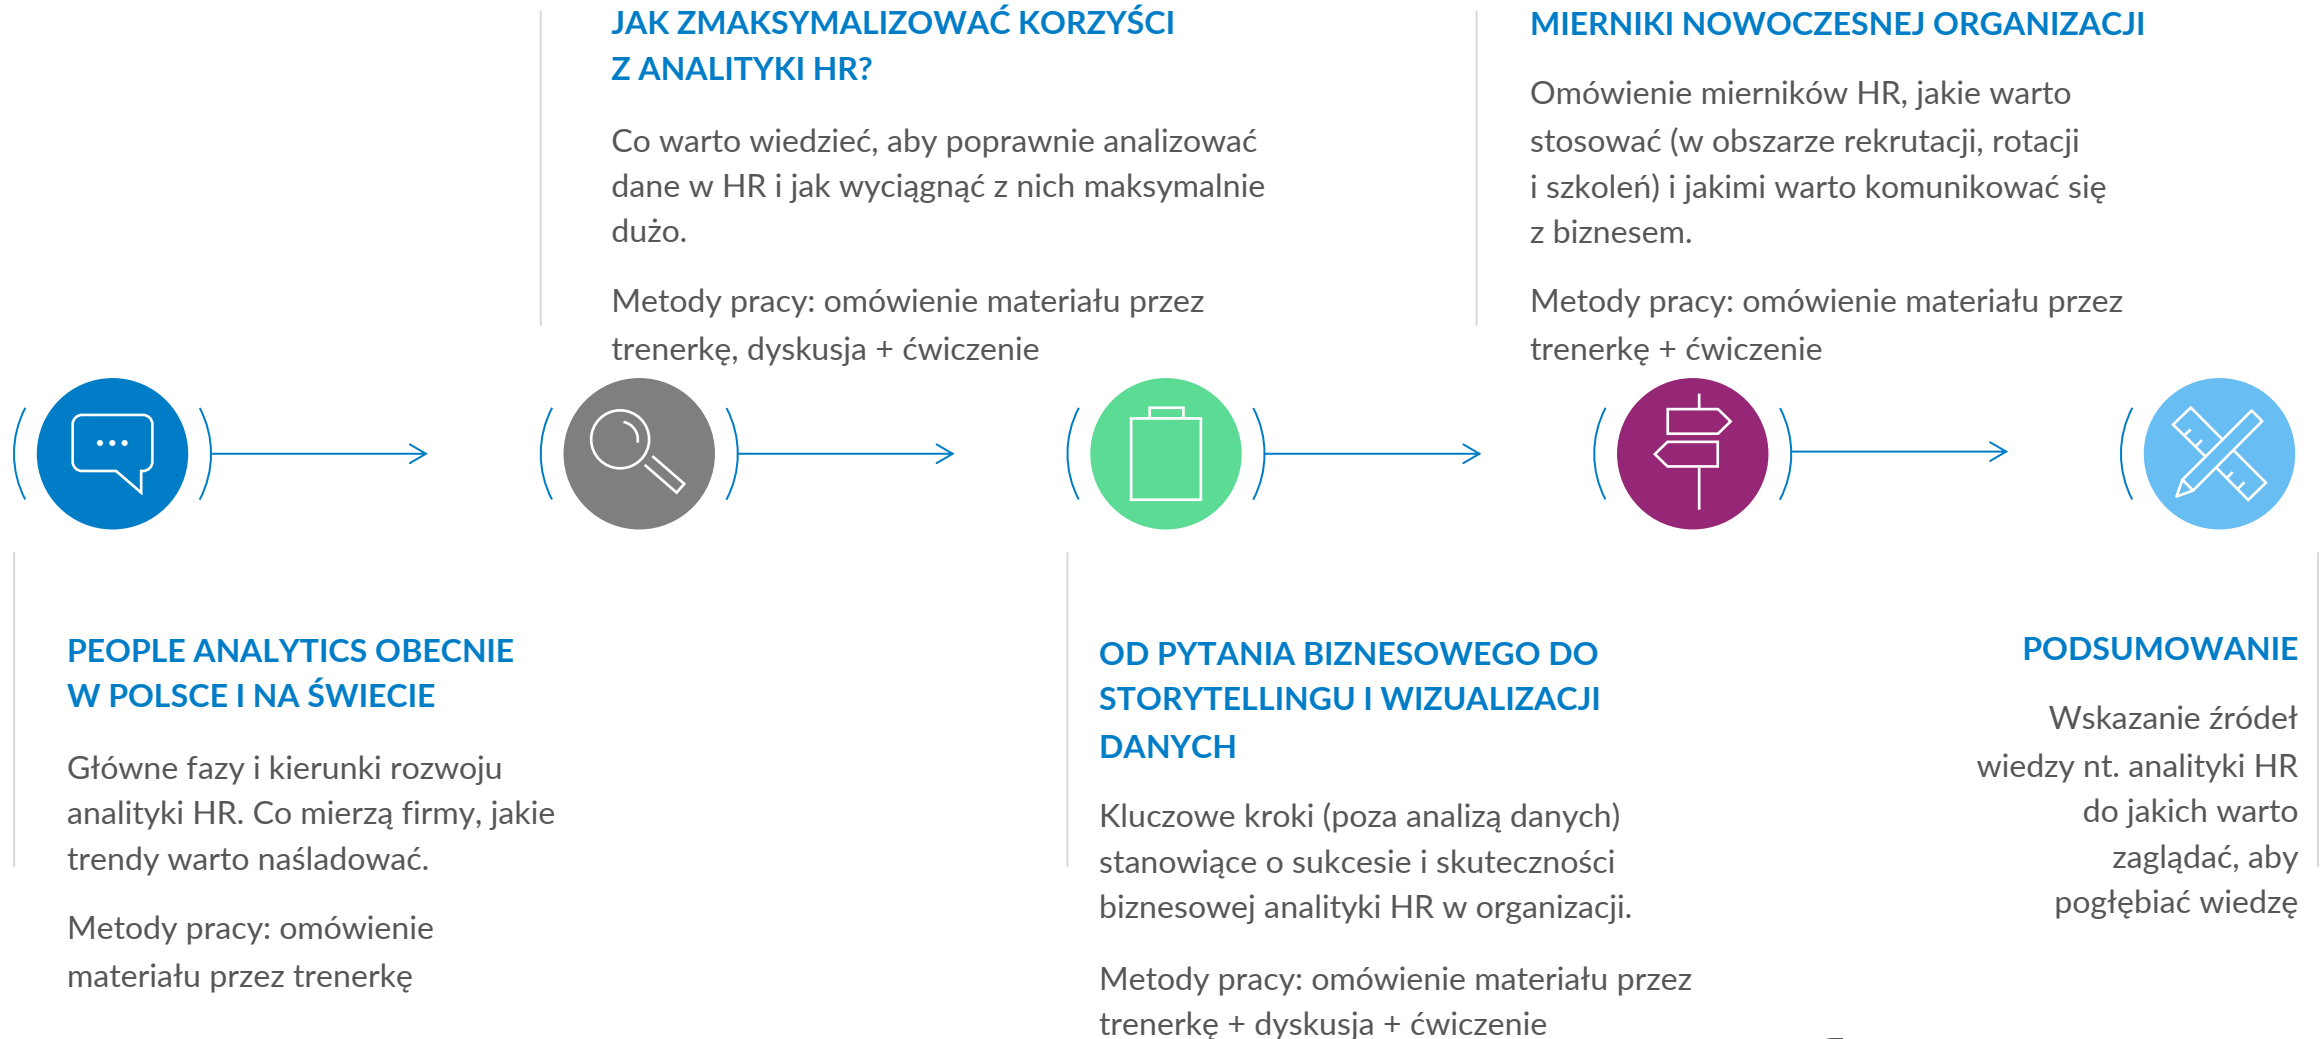 JAK ZMAKSYMALIZOWAĆ KORZYŚCI
Z ANALITYKI HR?
Co warto wiedzieć, aby poprawnie analizować
dane w HR i jak wyciągnąć z nich maksymalnie
dużo.
Metody pracy: omówienie materiału przez
trenerkę, dyskusja + ćwiczenie
MIERNIKI NOWOCZESNEJ ORGANIZACJI
Omówienie mierników HR, jakie warto
stosować (w obszarze rekrutacji, rotacji
i szkoleń) i jakimi warto komunikować się
z biznesem.
Metody pracy: omówienie materiału przez
trenerkę + ćwiczenie
PEOPLE ANALYTICS OBECNIE
W POLSCE I NA ŚWIECIE
Główne fazy i kierunki rozwoju
analityki HR. Co mierzą firmy, jakie
trendy warto naśladować.
Metody pracy: omówienie
materiału przez trenerkę
OD PYTANIA BIZNESOWEGO DO
STORYTELLINGU I WIZUALIZACJI
DANYCH
Kluczowe kroki (poza analizą danych)
stanowiące o sukcesie i skuteczności
biznesowej analityki HR w organizacji.
Metody pracy: omówienie materiału przez
trenerkę + dyskusja + ćwiczenie
PODSUMOWANIE
Wskazanie źródeł
wiedzy nt. analityki HR
do jakich warto
zaglądać, aby
pogłębiać wiedzę